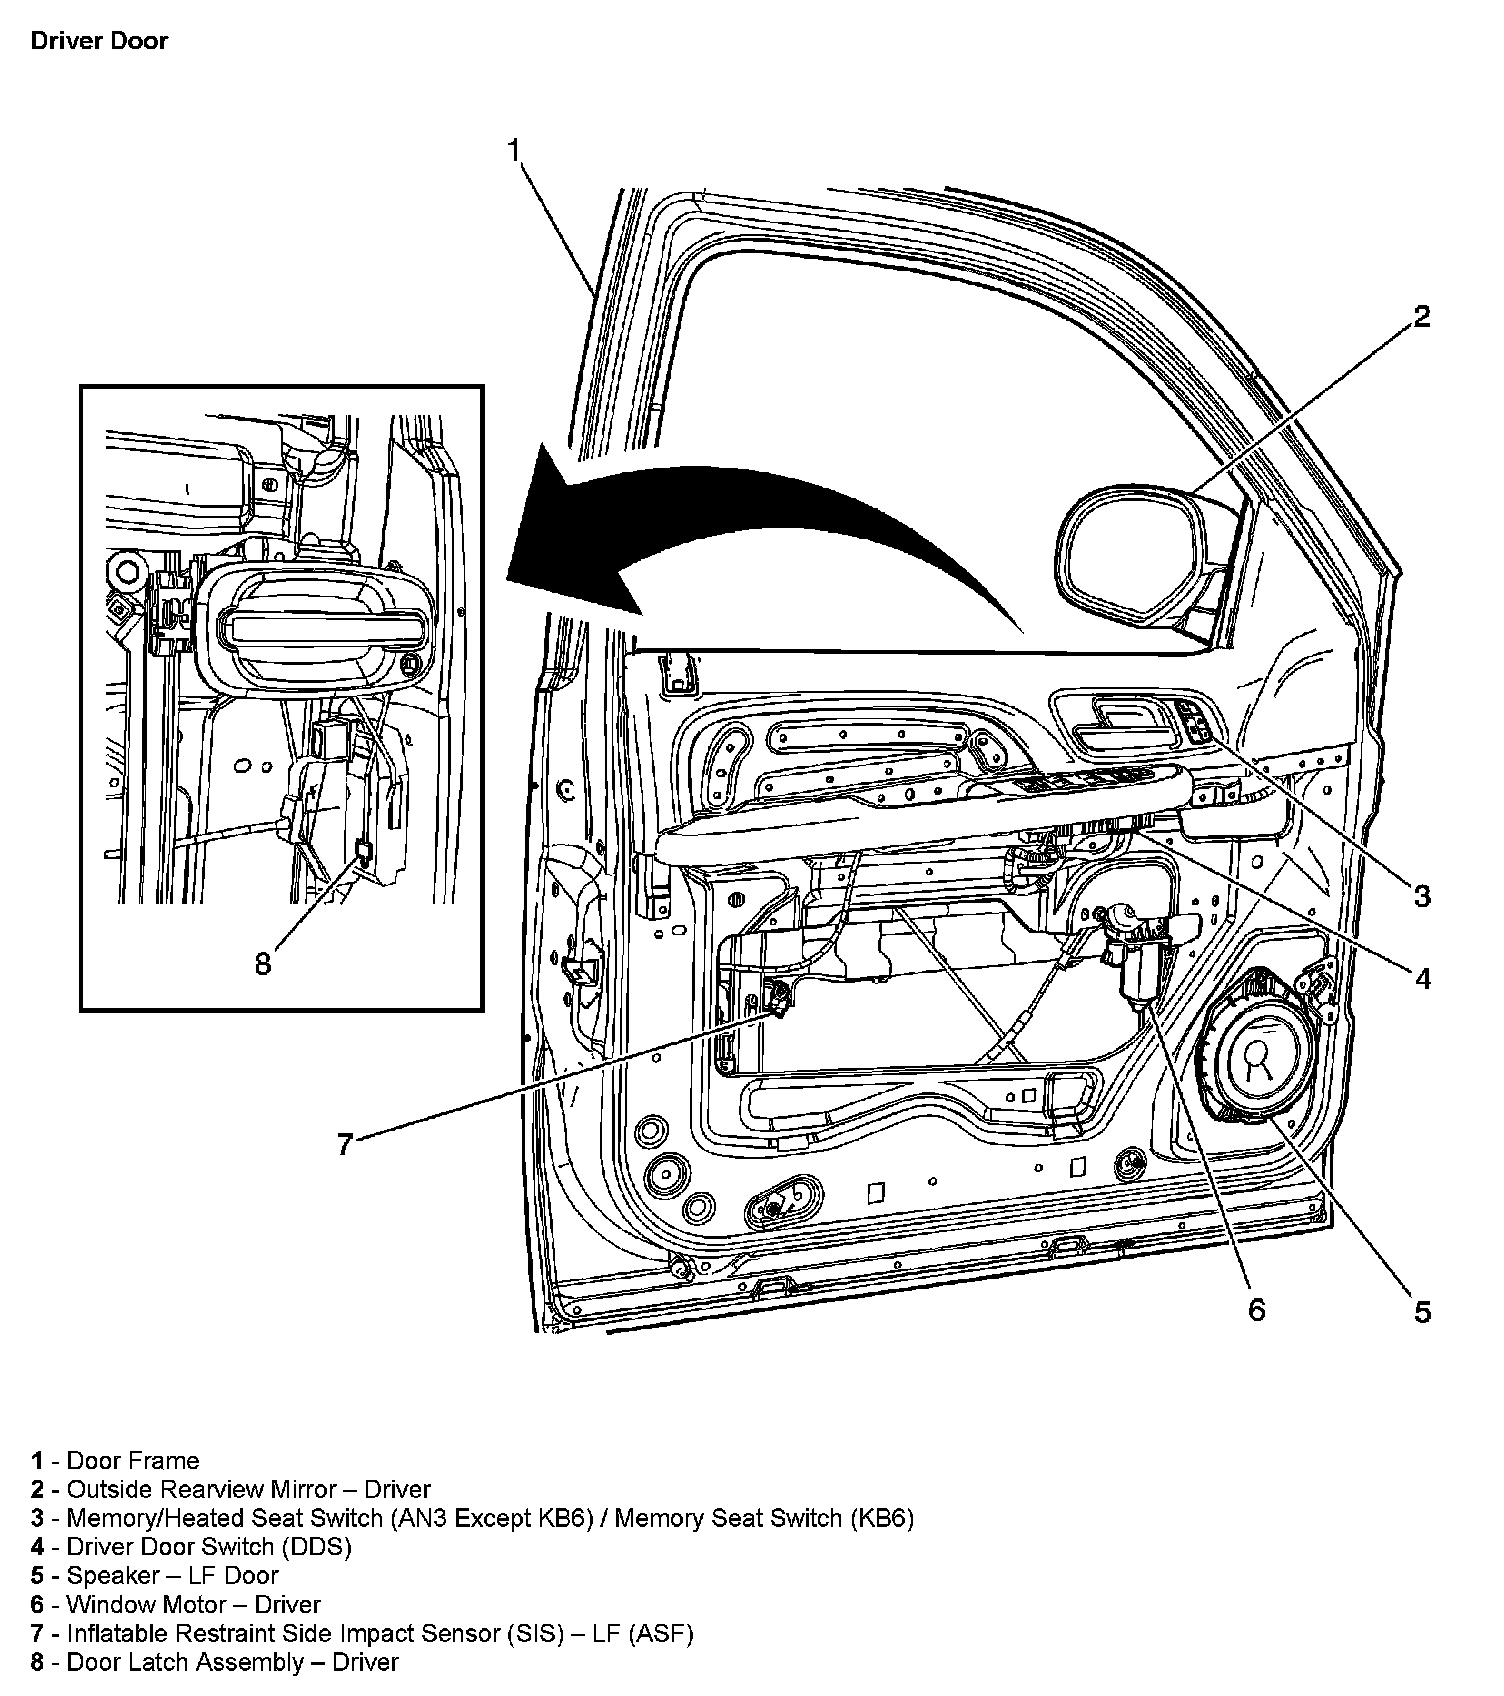 Driver Door
1
2
3
4
5
6
7
8
1 - Door Frame
2 - Outside Rearview Mirror – Driver
3 - Memory/Heated Seat Switch (AN3 Except KB6) / Memory Seat Switch (KB6)
4 - Driver Door Switch (DDS)
5 - Speaker – LF Door
6 - Window Motor – Driver
7 - Inflatable Restraint Side Impact Sensor (SIS) – LF (ASF)
8 - Door Latch Assembly – Driver